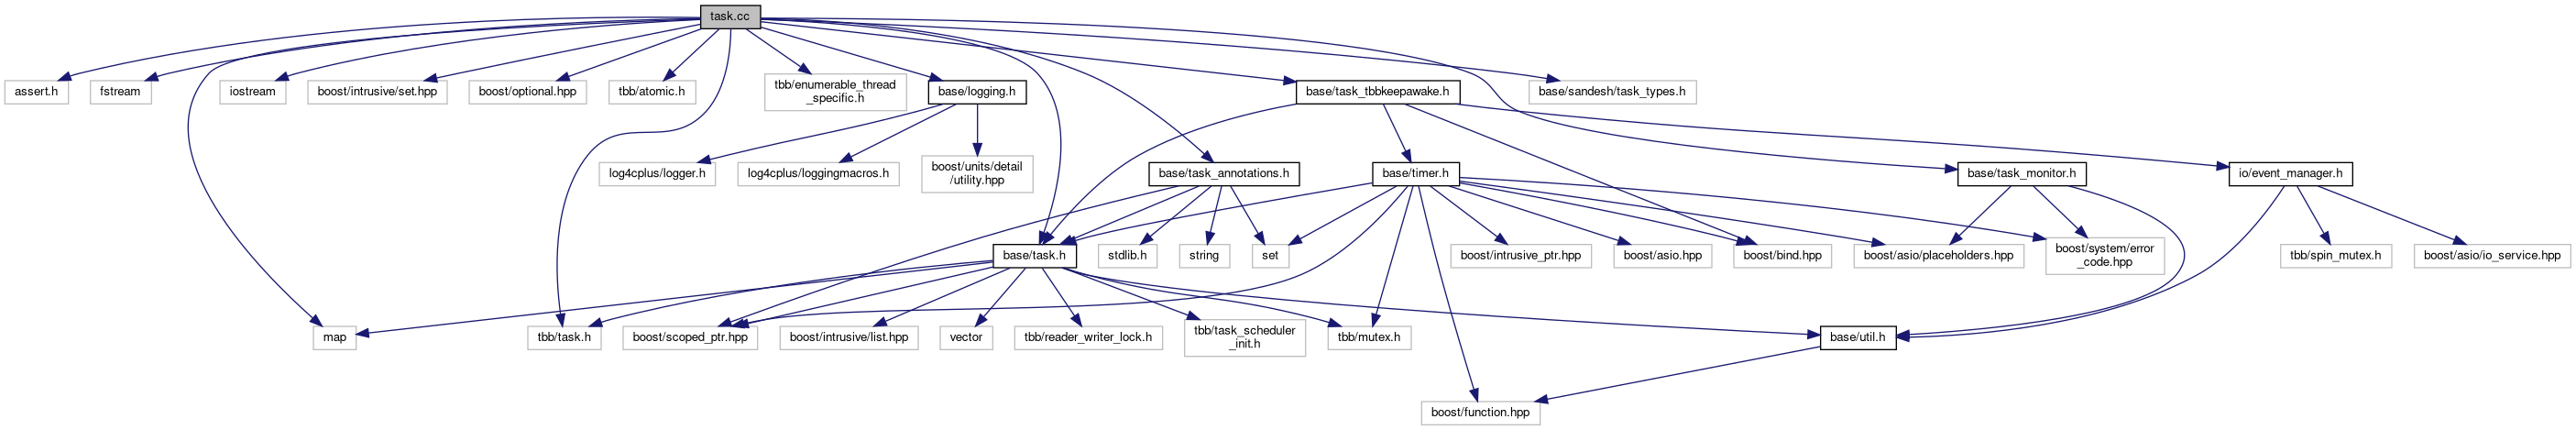 task.cc
assert.h
fstream
iostream
boost/intrusive/set.hpp
boost/optional.hpp
tbb/atomic.h
tbb/enumerable_thread
_specific.h
base/logging.h
base/task_tbbkeepawake.h
base/sandesh/task_types.h
log4cplus/logger.h
log4cplus/loggingmacros.h
boost/units/detail
/utility.hpp
base/task_annotations.h
base/timer.h
base/task_monitor.h
io/event_manager.h
base/task.h
stdlib.h
string
set
boost/intrusive_ptr.hpp
boost/asio.hpp
boost/bind.hpp
boost/asio/placeholders.hpp
boost/system/error
_code.hpp
tbb/spin_mutex.h
boost/asio/io_service.hpp
map
tbb/task.h
boost/scoped_ptr.hpp
boost/intrusive/list.hpp
vector
tbb/reader_writer_lock.h
tbb/task_scheduler
_init.h
tbb/mutex.h
base/util.h
boost/function.hpp